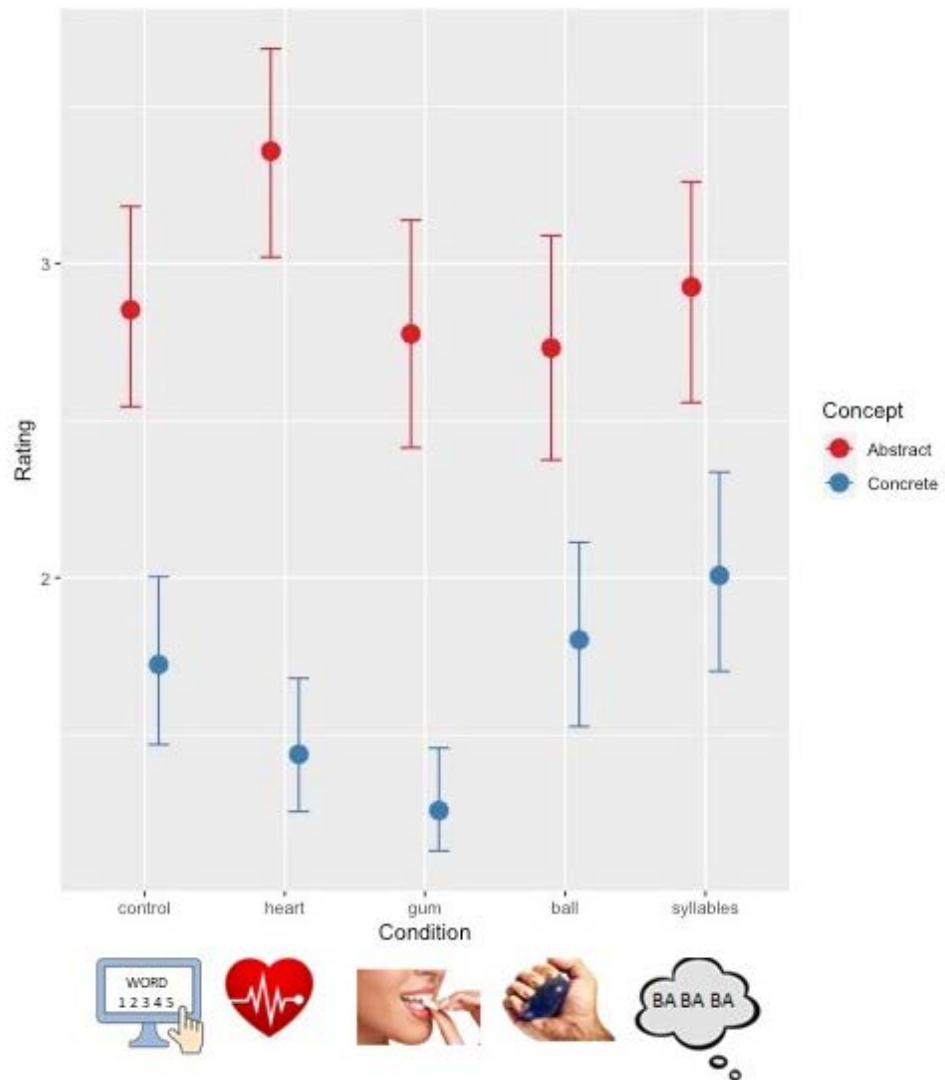 3
2
Rating
Concept
Abstract
Concrete
control heart gum ball syllables
Condition
WORD
1 2 3 4 5
BA BA BA